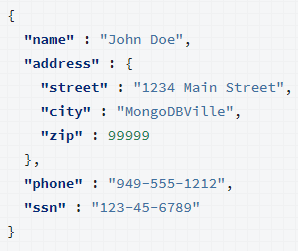 {
"name" : "John Doe",
"address" : {
"street" : "1234 Main Street",
"city" : "MongoDBVille",
"zip" : 99999
},
"phone" : "949-555-1212",
"ssn" : "123-45-6789"
}